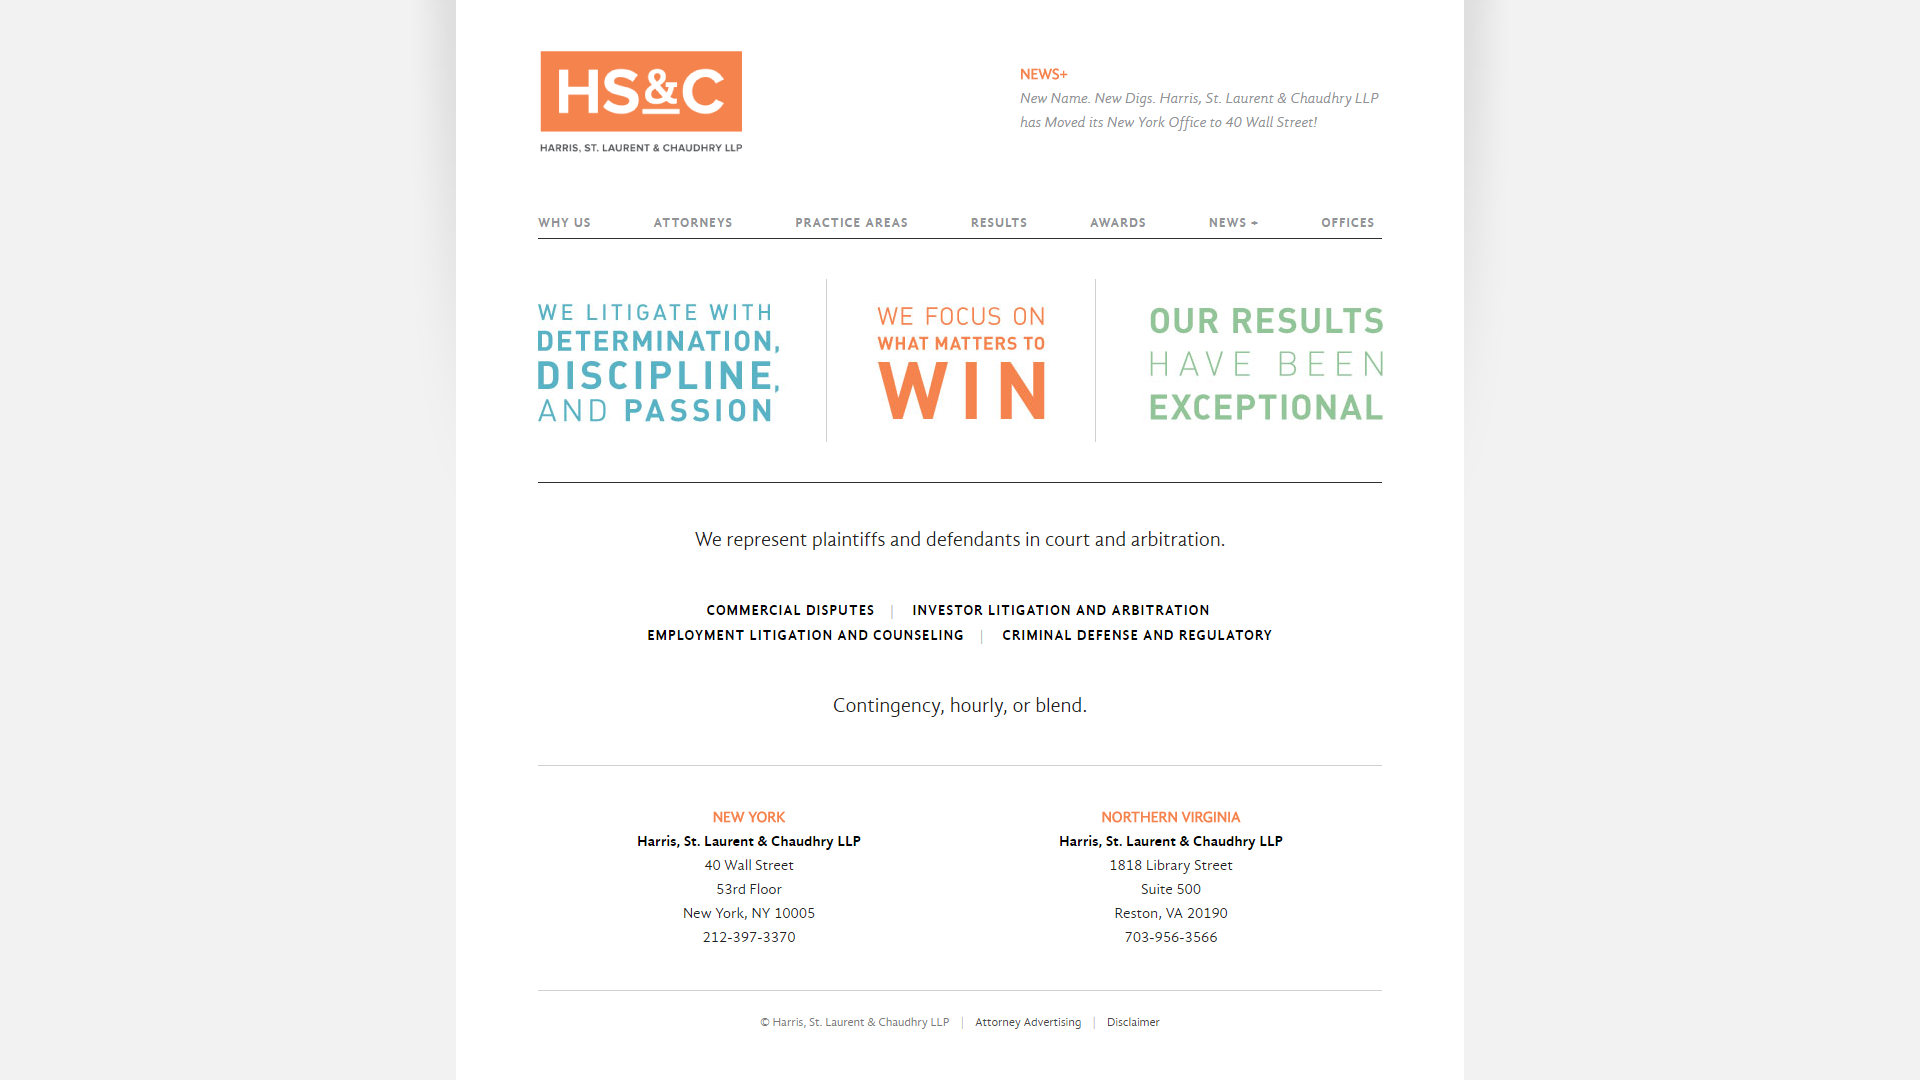 HS&C
HARRIS, ST. LAURENT & CHAUDHRY LLP
NEWS+
New Name. New Digs. Harris, St. Laurent & Chaudhry LLP
has Moved its New York Office to 40 Wall Street!
WHY US ATTORNEYS PRACTICE AREAS RESULTS AWARDS NEWS + OFFICES
WE LITIGATE WITH
DETERMINATION,
DISCIPLINE,
AND PASSION
WE FOCUS ON
WHAT MATTERS TO
WIN
OUR RESULTS
HAVE BEEN
EXCEPTIONAL
We represent plaintiffs and defendants in court and arbitration.
COMMERCIAL DISPUTES | INVESTOR LITIGATION AND ARBITRATION
EMPLOYMENT LITIGATION AND COUNSELING | CRIMINAL DEFENSE AND REGULATORY
Contingency, hourly, or blend.
NEW YORK
Harris, St. Laurent & Chaudhry LLP
40 Wall Street
53rd Floor
New York, NY 10005
212-397-3370
NORTHERN VIRGINIA
Harris, St. Laurent & Chaudhry LLP
1818 Library Street
Suite 500
Reston, VA 20190
703-956-3566
© Harris, St. Laurent & Chaudhry LLP | Attorney Advertising | Disclaimer